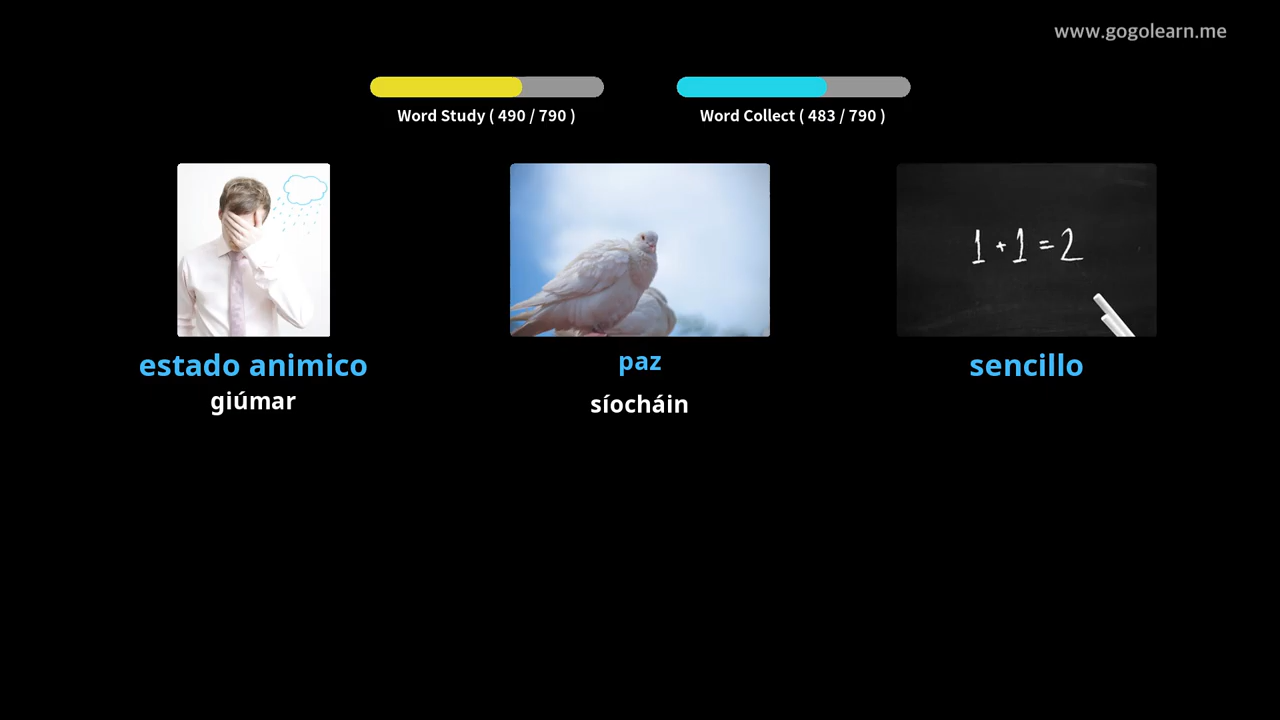 www.gogolearn.me
Word Study ( 490 / 790 )
Word Collect ( 483 / 790 )
1 + 1 = 2
estado animico
giúmar
paz
síocháin
sencillo